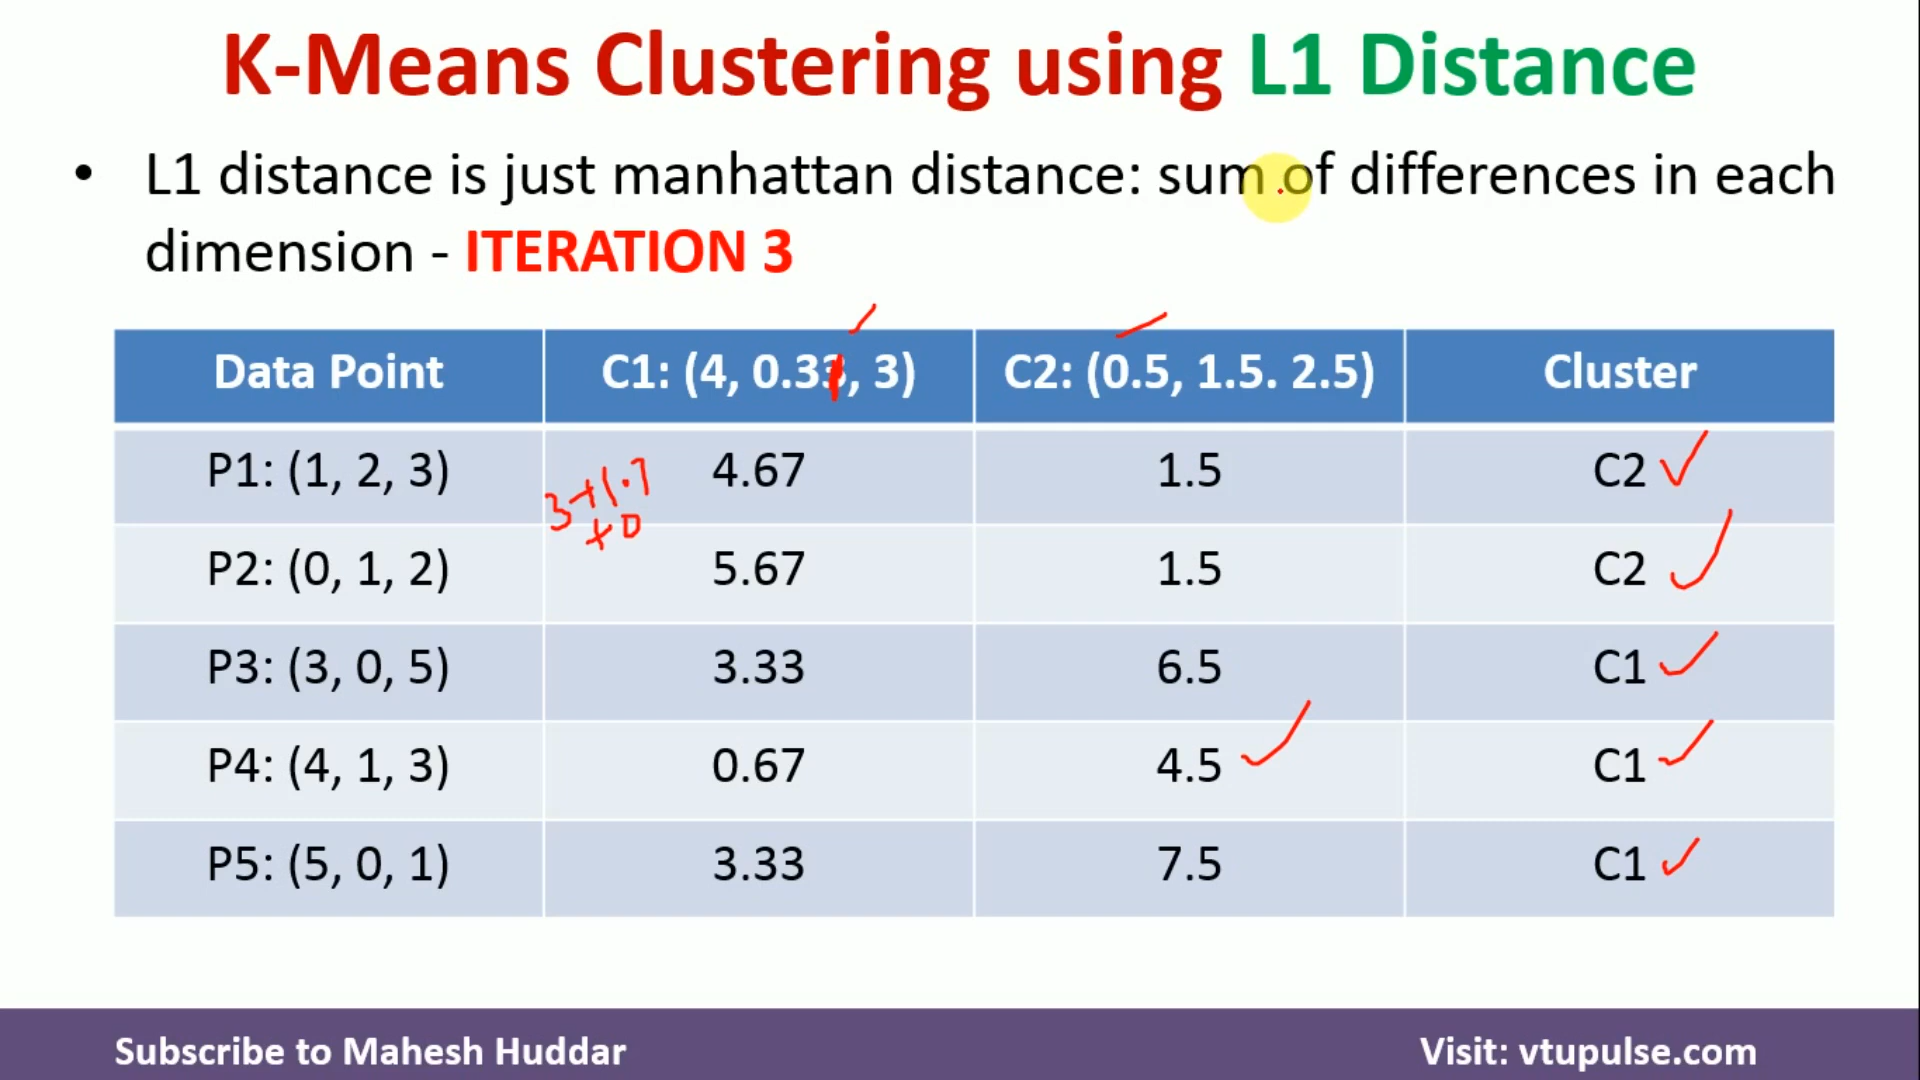 K-Means Clustering using L1 Distance
• L1 distance is just manhattan distance: sum of differences in each
dimension - ITERATION 3
Data Point C1: (4, 0.33, 3) C2: (0.5, 1.5. 2.5) Cluster
P1: (1, 2, 3) 4.67 1.5 C2
3+1.7
+0
P2: (0, 1, 2) 5.67 1.5 C2
P3: (3, 0, 5) 3.33 6.5 C1
P4: (4, 1, 3) 0.67 4.5 C1
P5: (5, 0, 1) 3.33 7.5 C1
Subscribe to Mahesh Huddar Visit: vtupulse.com